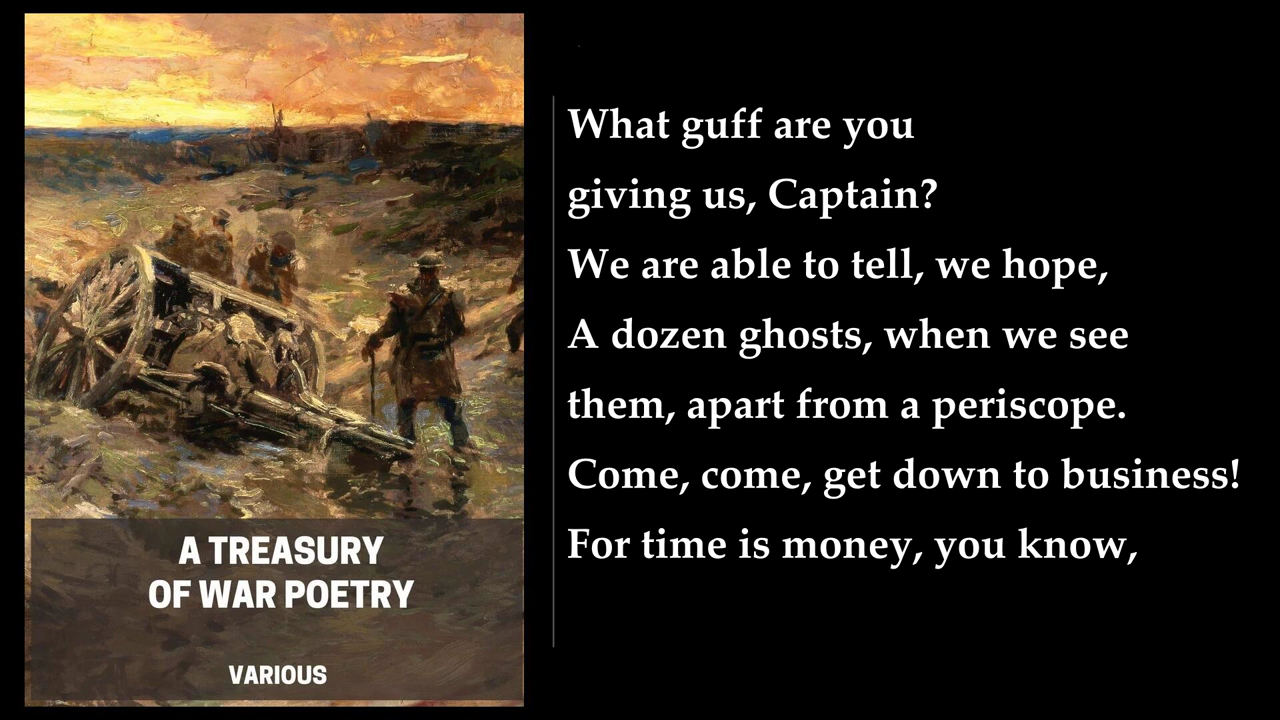 What guff are you
giving us, Captain?
We are able to tell, we hope,
A dozen ghosts, when we see
them, apart from a periscope.
Come, come, get down to business!
For time is money, you know,
A TREASURY
OF WAR POETRY
VARIOUS